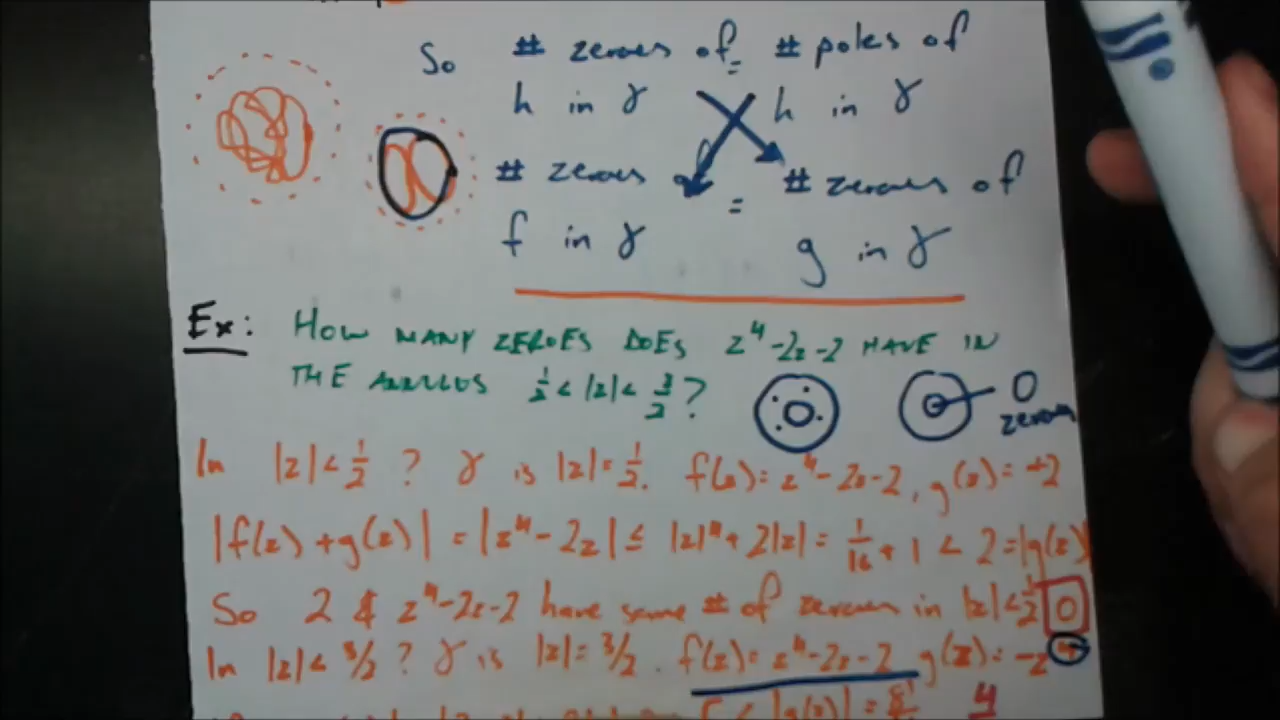 So # zeroes of = # poles of
h in γ h in γ
# zeroes of = # zeroes of
f in γ g in γ
Ex: HOW MANY ZEROES DOES z⁴-2z-2 HAVE IN
THE ANNULUS ½<|z|<3/2? 0
zeroes
In |z|<½ ? γ is |z|=½. f(z)=z⁴-2z-2, g(z)=+2
|f(z)+g(z)| = |z⁴-2z| ≤ |z|⁴+2|z| = 1/16+1 < 2=|g(z)
So 2 & z⁴-2z-2 have same # of zeroes in |z|<½ 0
In |z|<3/2 ? γ is |z|=3/2. f(z)=z⁴-2z-2 g(z)=-z⁴
< |g(z)|= 4